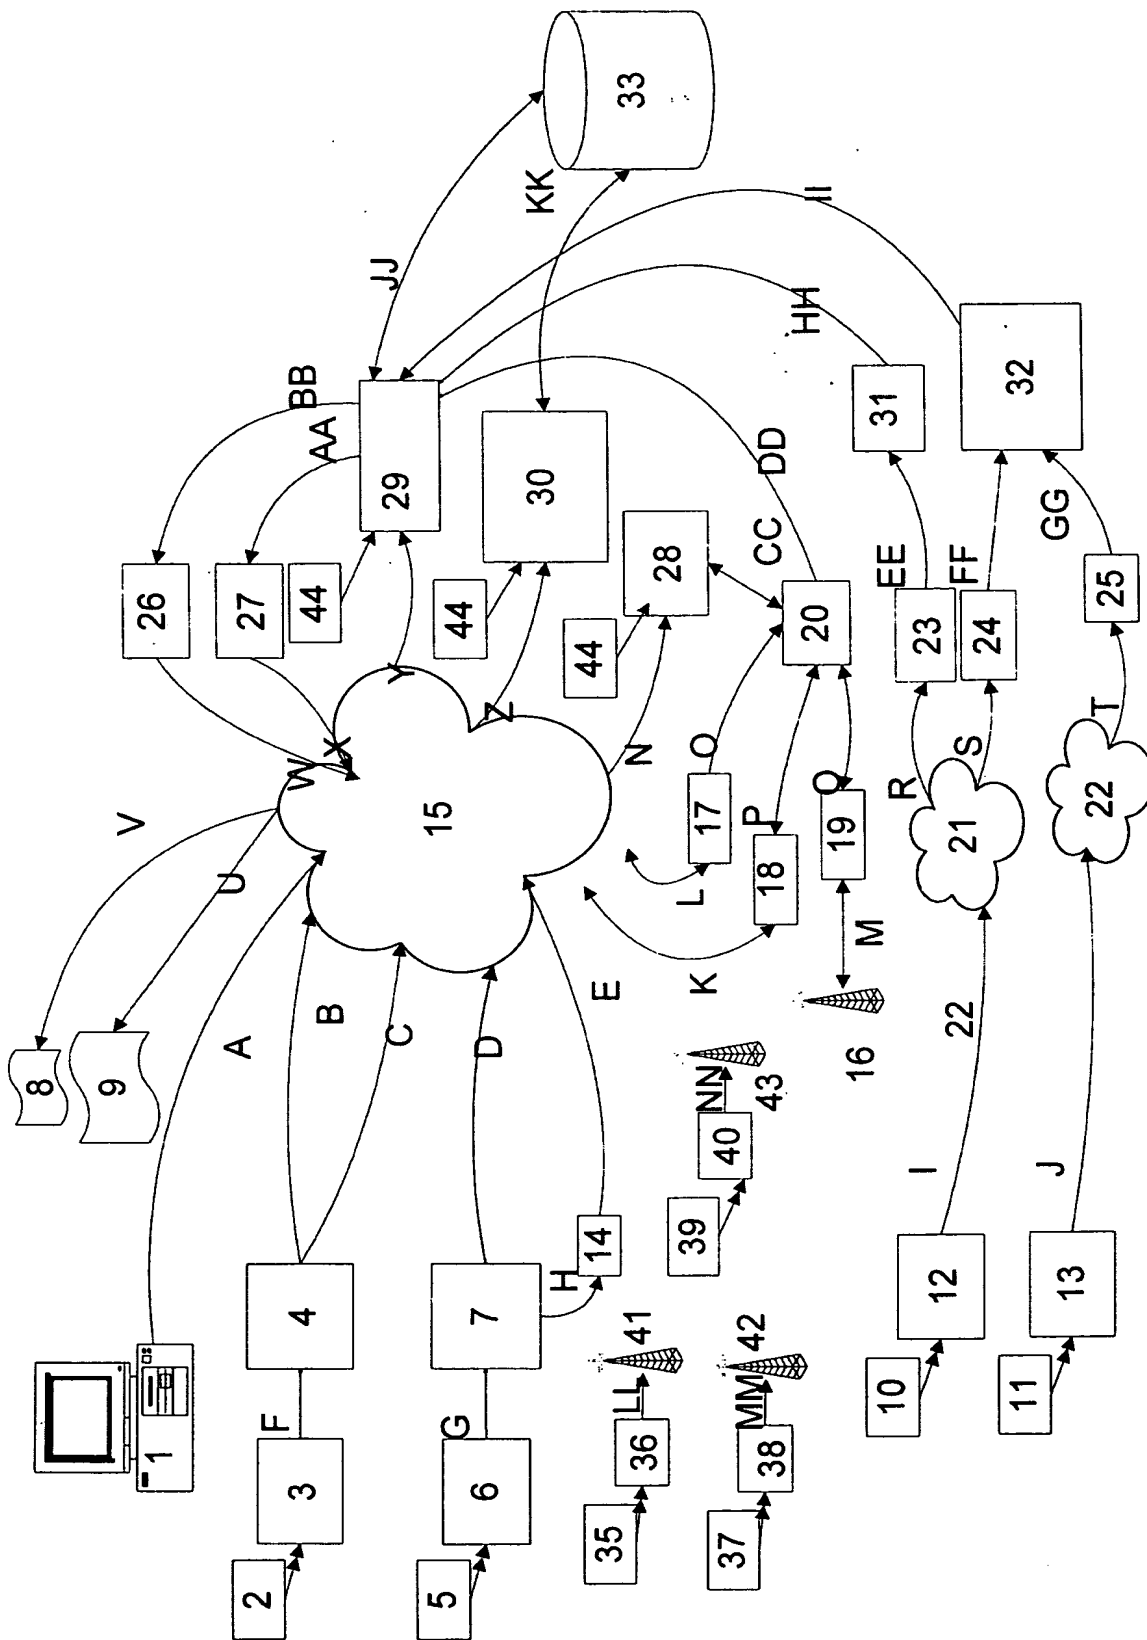 8
V
9
U
A
1
26
BB
27
AA
44
W
X
JJ
33
KK
29
Y
2
3
F
4
B
C
15
44
Z
30
5
6
G
7
D
H
14
E
N
44
28
II
HH
DD
CC
L
17
O
K
P
18
20
35
36
LL
41
39
40
NN
43
Q
19
M
16
37
38
MM
42
EE
31
R
23
FF
32
S
24
GG
21
10
12
I
22
22
T
25
11
13
J